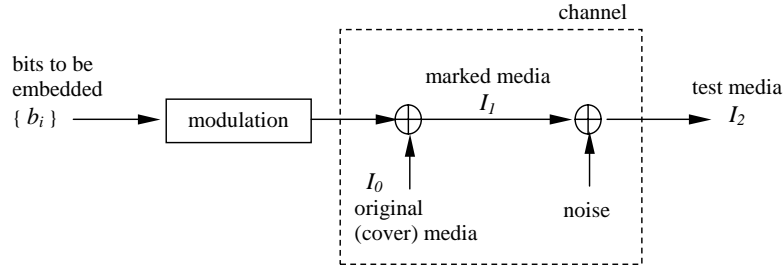 channel
bits to be
embedded
{ b_i }
modulation
marked media
I_1
test media
I_2
I_0
original
(cover) media
noise